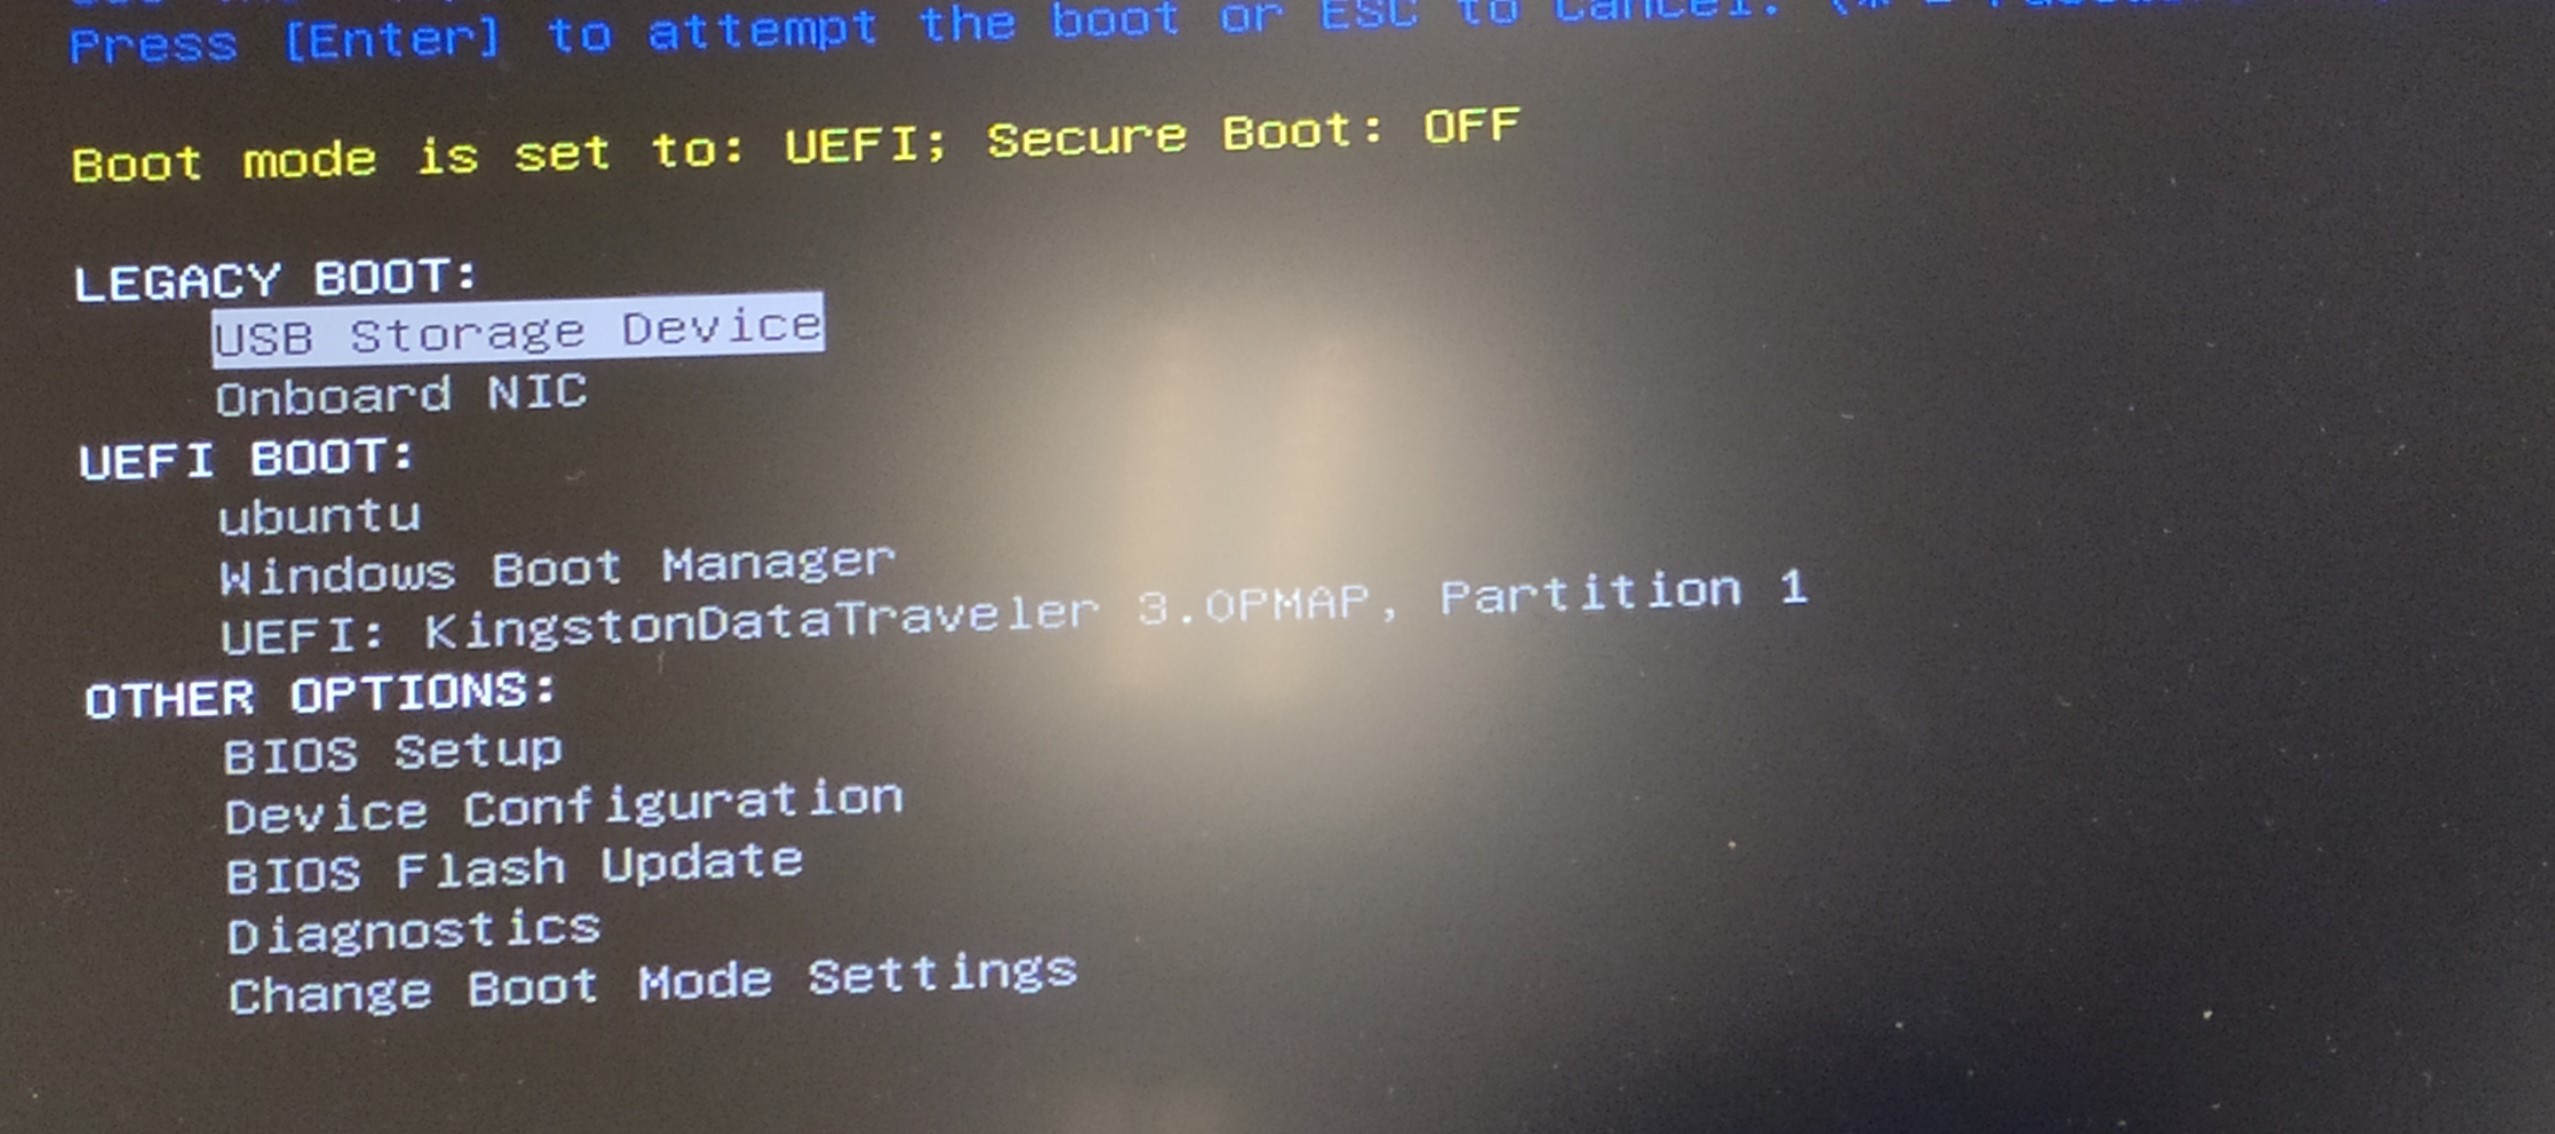 Press [Enter] to attempt the boot or ESC to Cancel.
Boot mode is set to: UEFI; Secure Boot: OFF
LEGACY BOOT:
USB Storage Device
Onboard NIC
UEFI BOOT:
ubuntu
Windows Boot Manager
UEFI: KingstonDataTraveler 3.0PMAP, Partition 1
OTHER OPTIONS:
BIOS Setup
Device Configuration
BIOS Flash Update
Diagnostics
Change Boot Mode Settings